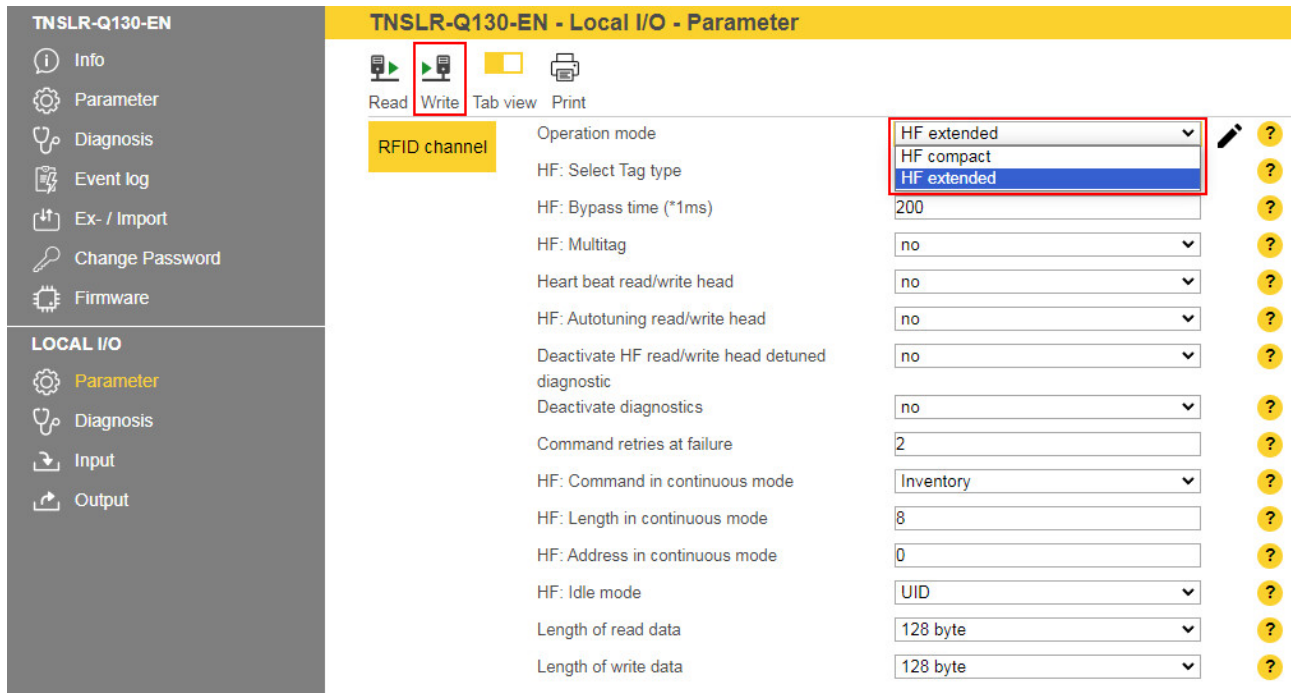 TNSLR-Q130-EN
Info
Parameter
Diagnosis
Event log
Ex- / Import
Change Password
Firmware
LOCAL I/O
Parameter
Diagnosis
Input
Output
TNSLR-Q130-EN - Local I/O - Parameter
Read Write Tab view Print
RFID channel
Operation mode HF extended ?
HF compact
HF extended
HF: Select Tag type ?
HF: Bypass time (*1ms) 200 ?
HF: Multitag no ?
Heart beat read/write head no ?
HF: Autotuning read/write head no ?
Deactivate HF read/write head detuned no ?
diagnostic
Deactivate diagnostics no ?
Command retries at failure 2 ?
HF: Command in continuous mode Inventory ?
HF: Length in continuous mode 8 ?
HF: Address in continuous mode 0 ?
HF: Idle mode UID ?
Length of read data 128 byte ?
Length of write data 128 byte ?